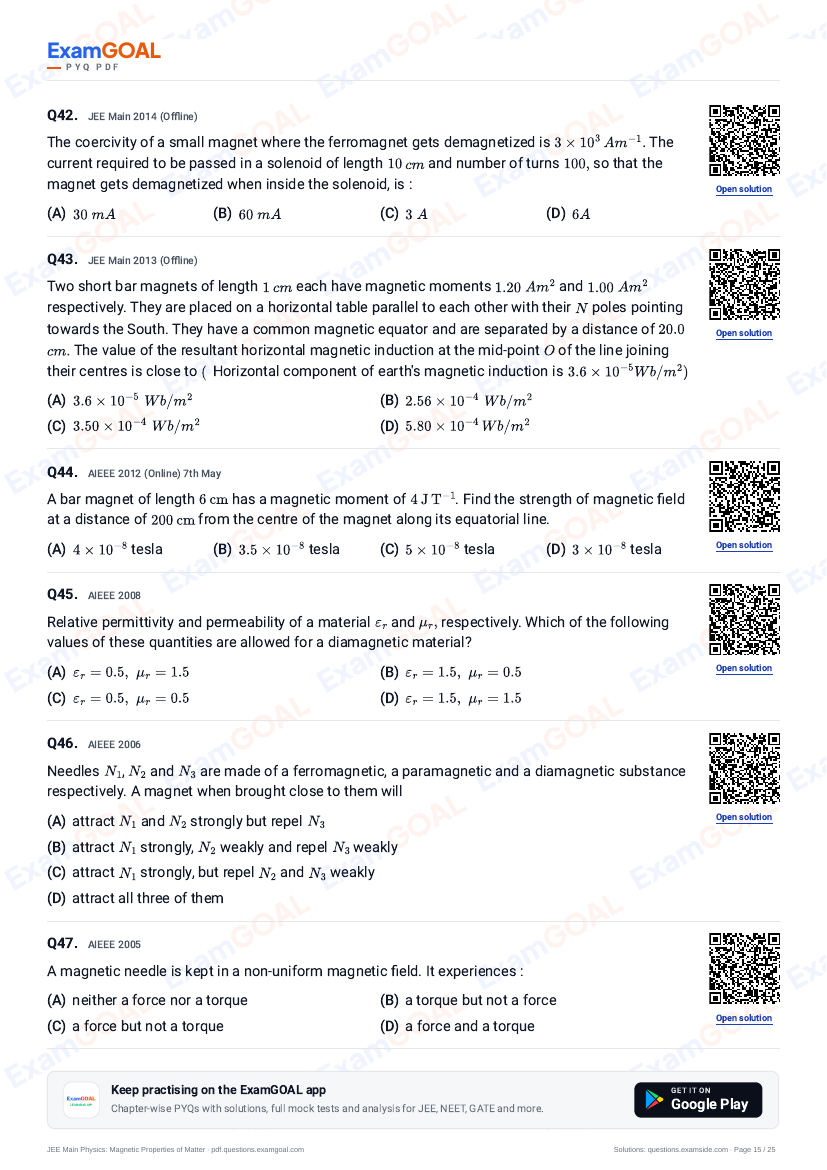 ExamGOAL
PYQ PDF
Q42. JEE Main 2014 (Offline)
The coercivity of a small magnet where the ferromagnet gets demagnetized is 3 × 10³ Am⁻¹. The
current required to be passed in a solenoid of length 10 cm and number of turns 100, so that the
magnet gets demagnetized when inside the solenoid, is :
(A) 30 mA (B) 60 mA (C) 3 A (D) 6A
Open solution
Q43. JEE Main 2013 (Offline)
Two short bar magnets of length 1 cm each have magnetic moments 1.20 Am² and 1.00 Am²
respectively. They are placed on a horizontal table parallel to each other with their N poles pointing
towards the South. They have a common magnetic equator and are separated by a distance of 20.0
cm. The value of the resultant horizontal magnetic induction at the mid-point O of the line joining
their centres is close to ( Horizontal component of earth's magnetic induction is 3.6 × 10⁻⁵Wb/m²)
(A) 3.6 × 10⁻⁵ Wb/m² (B) 2.56 × 10⁻⁴ Wb/m²
(C) 3.50 × 10⁻⁴ Wb/m² (D) 5.80 × 10⁻⁴ Wb/m²
Open solution
Q44. AIEEE 2012 (Online) 7th May
A bar magnet of length 6 cm has a magnetic moment of 4 J T⁻¹. Find the strength of magnetic field
at a distance of 200 cm from the centre of the magnet along its equatorial line.
(A) 4 × 10⁻⁸ tesla (B) 3.5 × 10⁻⁸ tesla (C) 5 × 10⁻⁸ tesla (D) 3 × 10⁻⁸ tesla
Open solution
Q45. AIEEE 2008
Relative permittivity and permeability of a material εᵣ and μᵣ, respectively. Which of the following
values of these quantities are allowed for a diamagnetic material?
(A) εᵣ = 0.5, μᵣ = 1.5 (B) εᵣ = 1.5, μᵣ = 0.5
(C) εᵣ = 0.5, μᵣ = 0.5 (D) εᵣ = 1.5, μᵣ = 1.5
Open solution
Q46. AIEEE 2006
Needles N₁, N₂ and N₃ are made of a ferromagnetic, a paramagnetic and a diamagnetic substance
respectively. A magnet when brought close to them will
(A) attract N₁ and N₂ strongly but repel N₃
(B) attract N₁ strongly, N₂ weakly and repel N₃ weakly
(C) attract N₁ strongly, but repel N₂ and N₃ weakly
(D) attract all three of them
Open solution
Q47. AIEEE 2005
A magnetic needle is kept in a non-uniform magnetic field. It experiences :
(A) neither a force nor a torque (B) a torque but not a force
(C) a force but not a torque (D) a force and a torque
Open solution
ExamGOAL
Keep practising on the ExamGOAL app
Chapter-wise PYQs with solutions, full mock tests and analysis for JEE, NEET, GATE and more.
GET IT ON
Google Play
JEE Main Physics: Magnetic Properties of Matter · pdf.questions.examgoal.com Solutions: questions.examside.com · Page 15 / 25